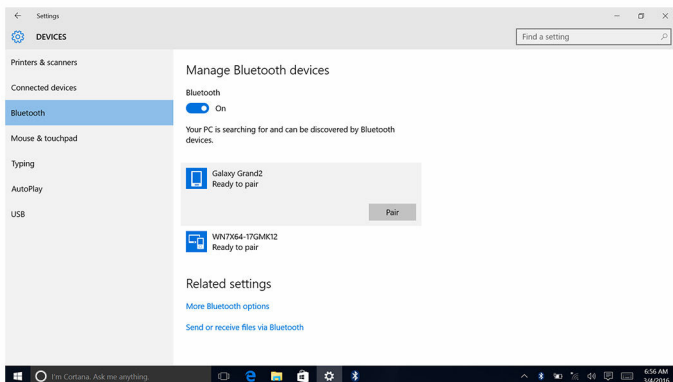 Settings
DEVICES
Find a setting
Printers & scanners
Connected devices
Bluetooth
Mouse & touchpad
Typing
AutoPlay
USB
Manage Bluetooth devices
Bluetooth
On
Your PC is searching for and can be discovered by Bluetooth
devices.
Galaxy Grand2
Ready to pair
Pair
WN7X64-17GMK12
Ready to pair
Related settings
More Bluetooth options
Send or receive files via Bluetooth
I'm Cortana. Ask me anything.
6:56 AM
3/4/2016